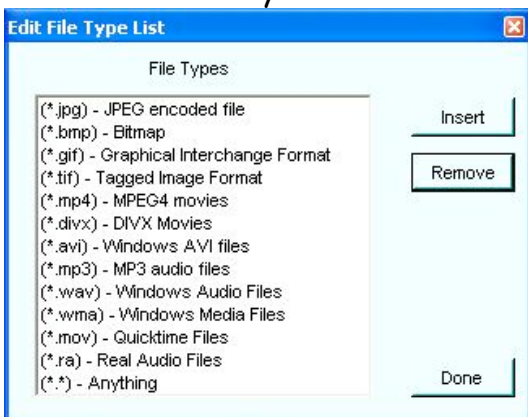 Edit File Type List
File Types
(*.jpg) - JPEG encoded file
(*.bmp) - Bitmap
(*.gif) - Graphical Interchange Format
(*.tif) - Tagged Image Format
(*.mp4) - MPEG4 movies
(*.divx) - DIVX Movies
(*.avi) - Windows AVI files
(*.mp3) - MP3 audio files
(*.wav) - Windows Audio Files
(*.wma) - Windows Media Files
(*.mov) - Quicktime Files
(*.ra) - Real Audio Files
(*.*) - Anything
Insert
Remove
Done